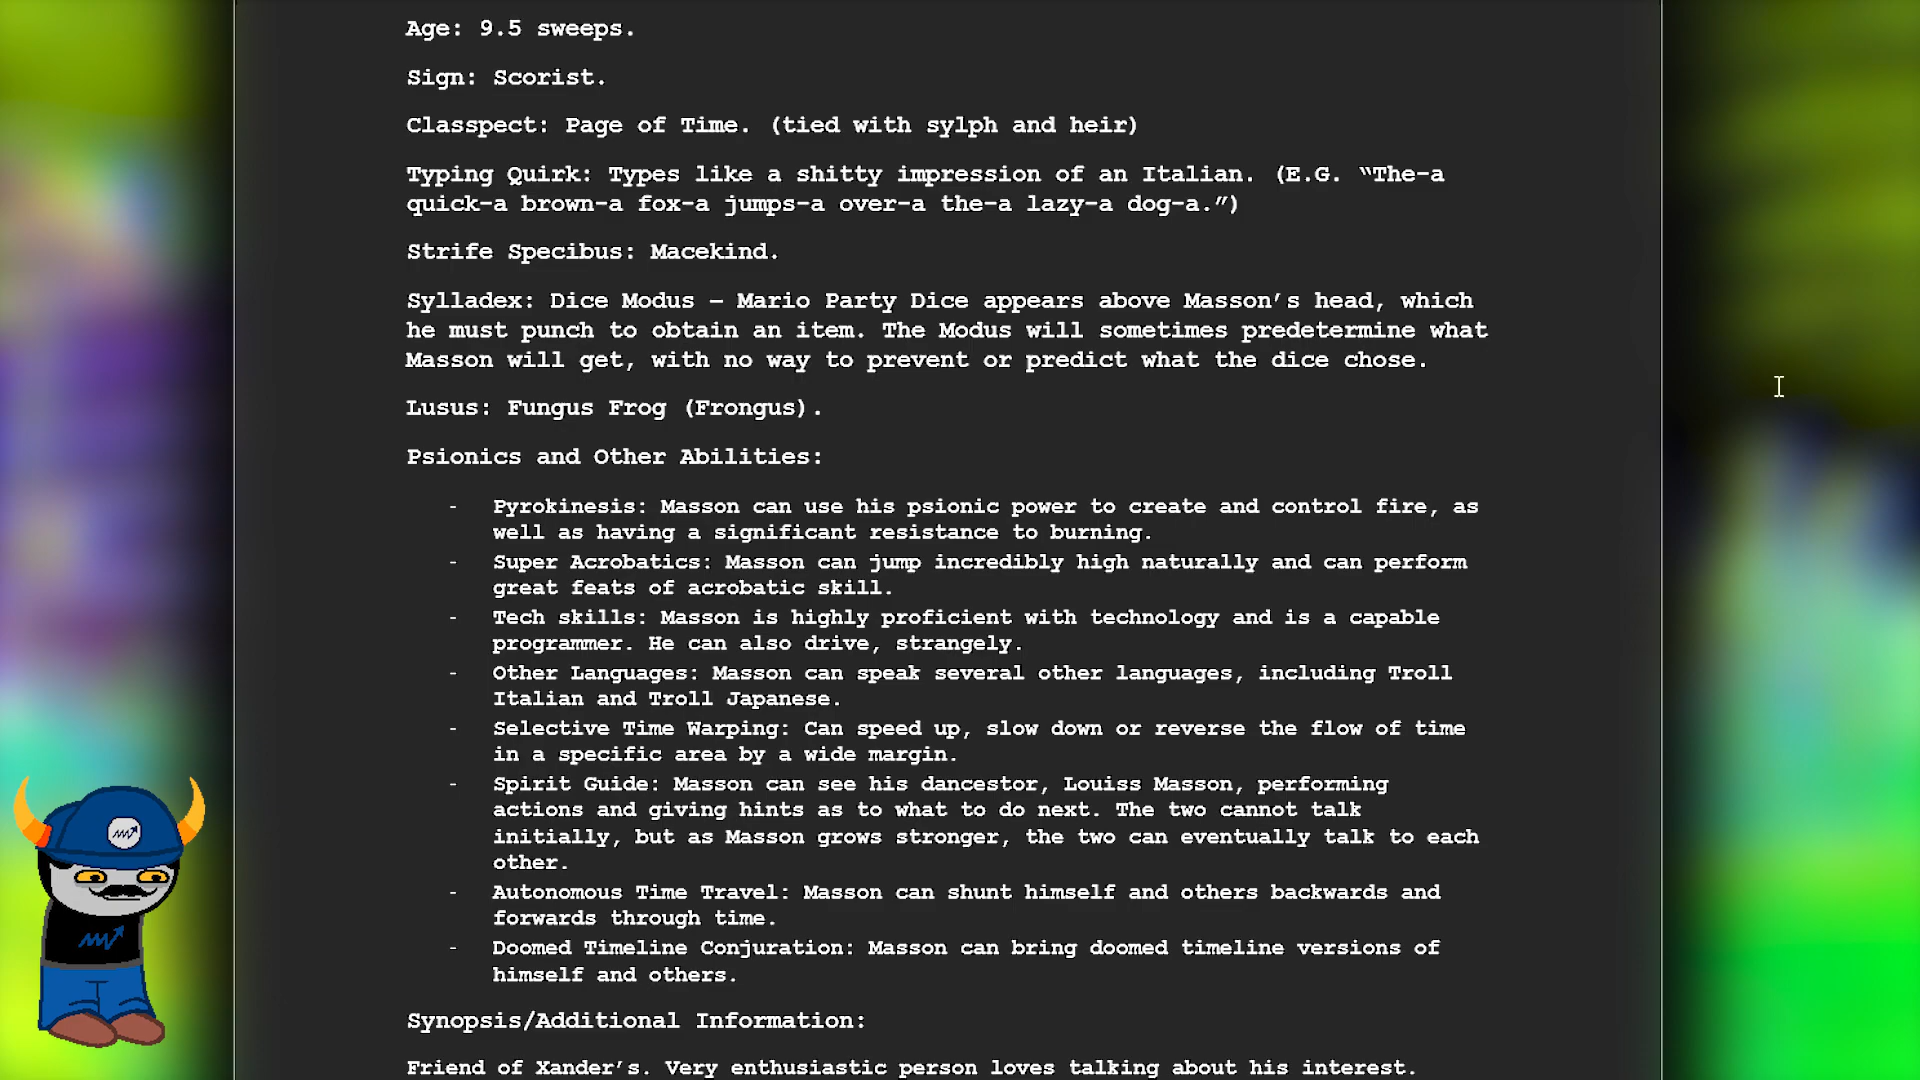 Age: 9.5 sweeps.
Sign: Scorist.
Classpect: Page of Time. (tied with sylph and heir)
Typing Quirk: Types like a shitty impression of an Italian. (E.G. “The-a
quick-a brown-a fox-a jumps-a over-a the-a lazy-a dog-a.”)
Strife Specibus: Macekind.
Sylladex: Dice Modus – Mario Party Dice appears above Masson’s head, which
he must punch to obtain an item. The Modus will sometimes predetermine what
Masson will get, with no way to prevent or predict what the dice chose.
Lusus: Fungus Frog (Frongus).
Psionics and Other Abilities:
- Pyrokinesis: Masson can use his psionic power to create and control fire, as
well as having a significant resistance to burning.
- Super Acrobatics: Masson can jump incredibly high naturally and can perform
great feats of acrobatic skill.
- Tech skills: Masson is highly proficient with technology and is a capable
programmer. He can also drive, strangely.
- Other Languages: Masson can speak several other languages, including Troll
Italian and Troll Japanese.
- Selective Time Warping: Can speed up, slow down or reverse the flow of time
in a specific area by a wide margin.
- Spirit Guide: Masson can see his dancestor, Louiss Masson, performing
actions and giving hints as to what to do next. The two cannot talk
initially, but as Masson grows stronger, the two can eventually talk to each
other.
- Autonomous Time Travel: Masson can shunt himself and others backwards and
forwards through time.
- Doomed Timeline Conjuration: Masson can bring doomed timeline versions of
himself and others.
Synopsis/Additional Information:
Friend of Xander’s. Very enthusiastic person loves talking about his interest.